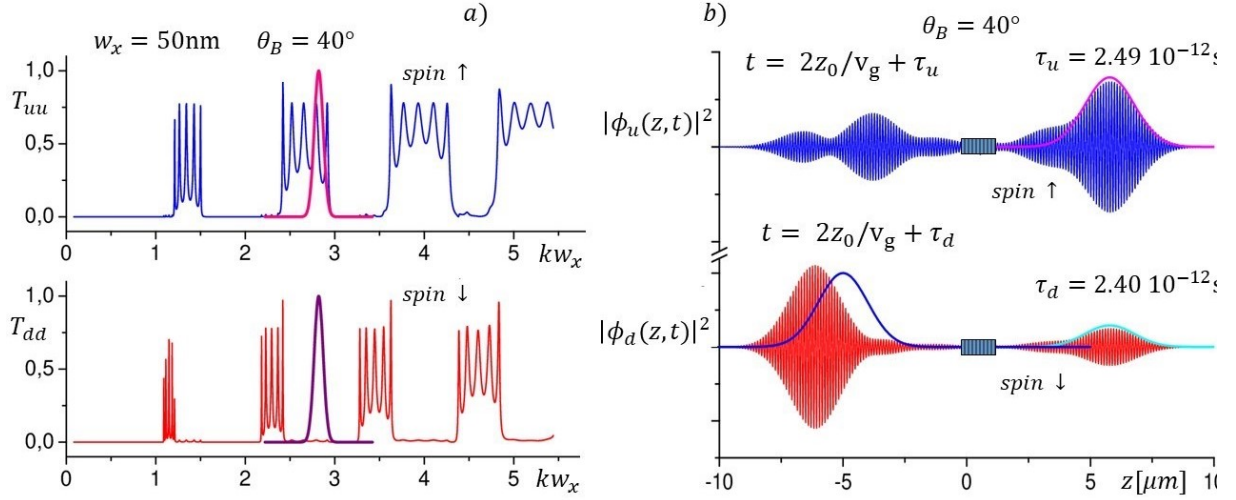 a)
w_x = 50nm θ_B = 40°
spin ↑
T_uu
1,0
0,5
0,0
0 1 2 3 4 5 kw_x
spin ↓
T_dd
1,0
0,5
0,0
0 1 2 3 4 5 kw_x
b)
θ_B = 40°
t = 2z_0/v_g + τ_u
τ_u = 2.49 10^-12 s
|ϕ_u(z,t)|^2
spin ↑
t = 2z_0/v_g + τ_d
τ_d = 2.40 10^-12 s
|ϕ_d(z,t)|^2
spin ↓
-10 -5 0 5 10
z[μm]